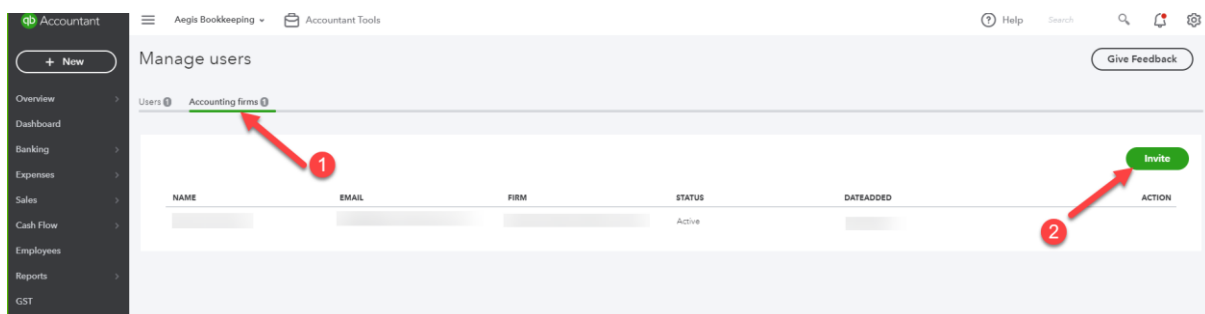 qb Accountant
Aegis Bookkeeping
Accountant Tools
? Help
Search
+ New
Manage users
Give Feedback
Overview
Users 1
Accounting firms 1
Dashboard
Banking
1
Invite
Expenses
NAME
EMAIL
FIRM
STATUS
DATEADDED
ACTION
Sales
Active
Cash Flow
2
Employees
Reports
GST